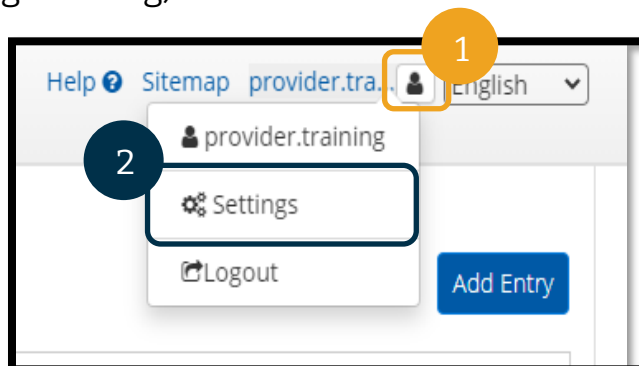 1
Help Sitemap provider.tra... English
provider.training
2
Settings
Logout
Add Entry